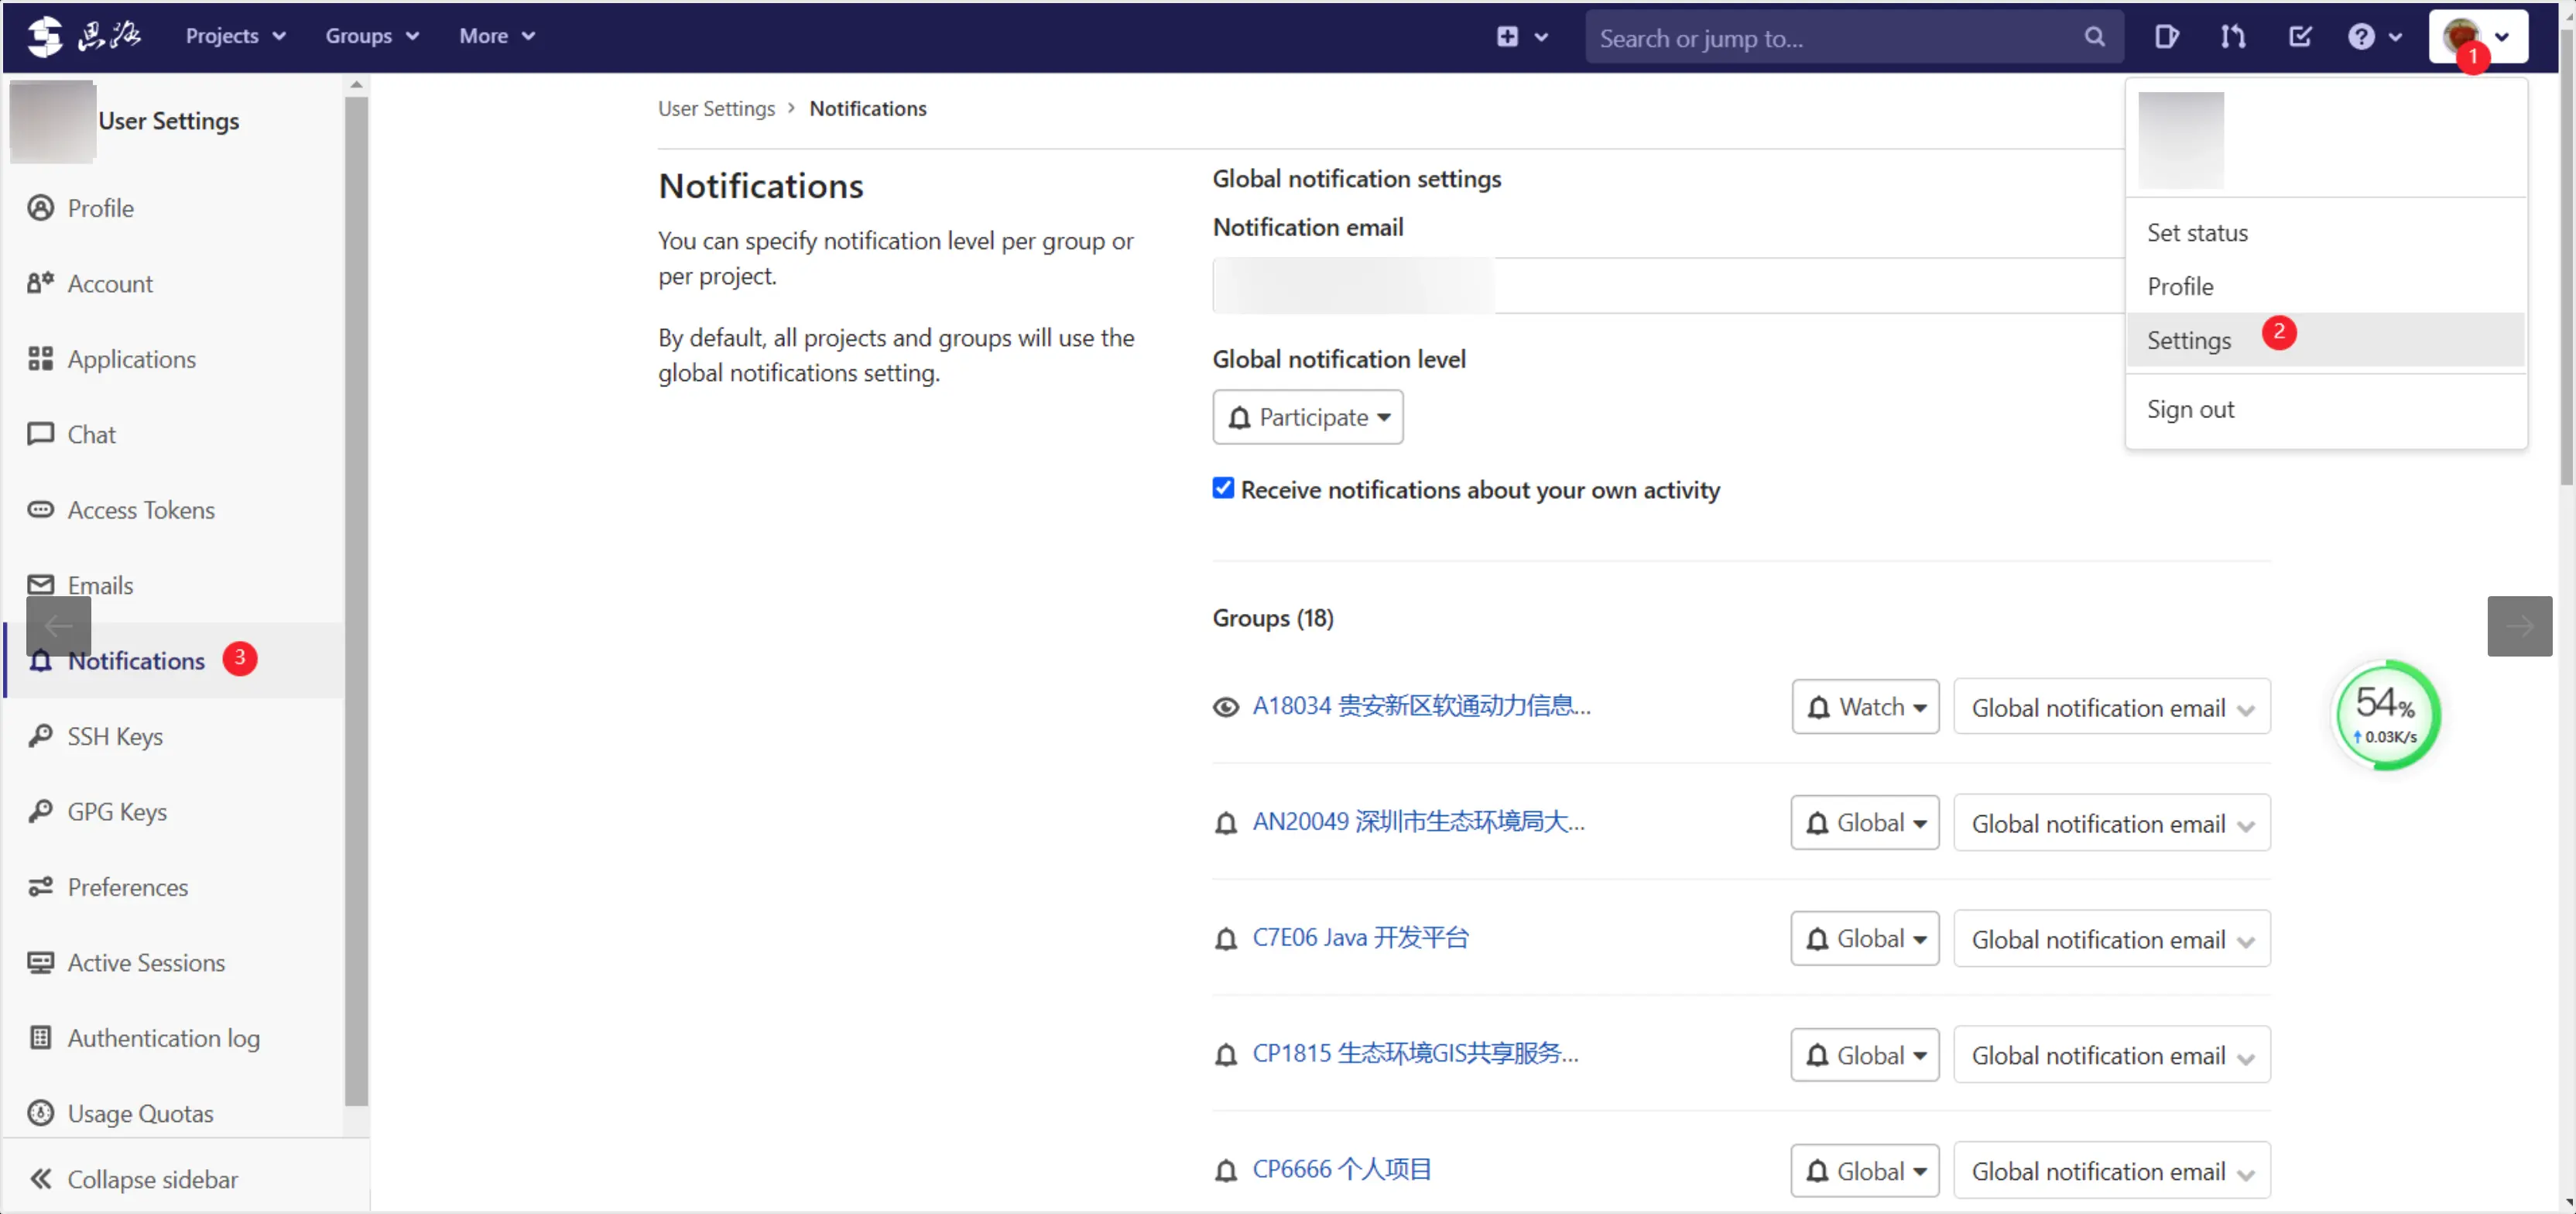 思路 Projects Groups More Search or jump to... 1
User Settings
Profile
Account
Applications
Chat
Access Tokens
Emails
Notifications 3
SSH Keys
GPG Keys
Preferences
Active Sessions
Authentication log
Usage Quotas
Collapse sidebar
User Settings > Notifications
Notifications
You can specify notification level per group or
per project.
By default, all projects and groups will use the
global notifications setting.
Global notification settings
Notification email
Global notification level
Participate
Receive notifications about your own activity
Groups (18)
A18034 贵安新区软通动力信息... Watch Global notification email
AN20049 深圳市生态环境局大... Global Global notification email
C7E06 Java 开发平台 Global Global notification email
CP1815 生态环境GIS共享服务... Global Global notification email
CP6666 个人项目 Global Global notification email
Set status
Profile
Settings 2
Sign out
54%
0.03K/s